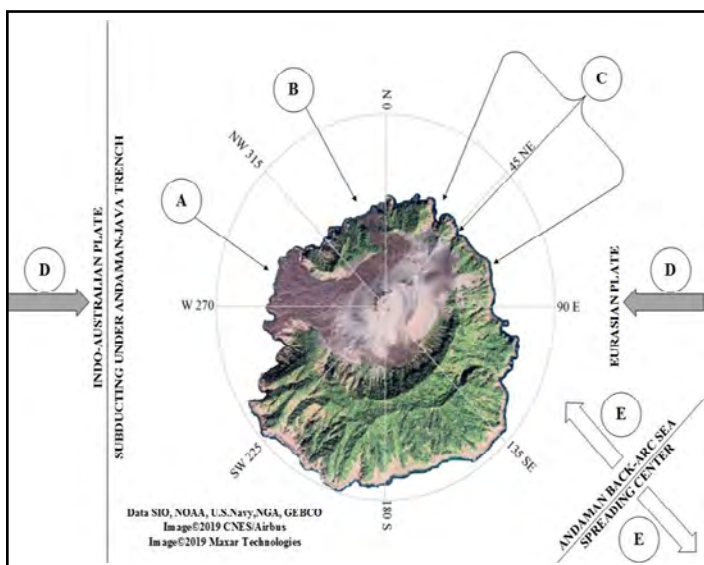 B
C
N 0
NW 315
45 NE
A
D
D
W 270
90 E
INDO-AUSTRALIAN PLATE
SUBDUCTING UNDER ANDAMAN-JAVA TRENCH
EURASIAN PLATE
E
SW 225
135 SE
180 S
ANDAMAN BACK-ARC SEA
SPREADING CENTER
E
Data SIO, NOAA, U.S.Navy,NGA, GEBCO
Image©2019 CNES/Airbus
Image©2019 Maxar Technologies